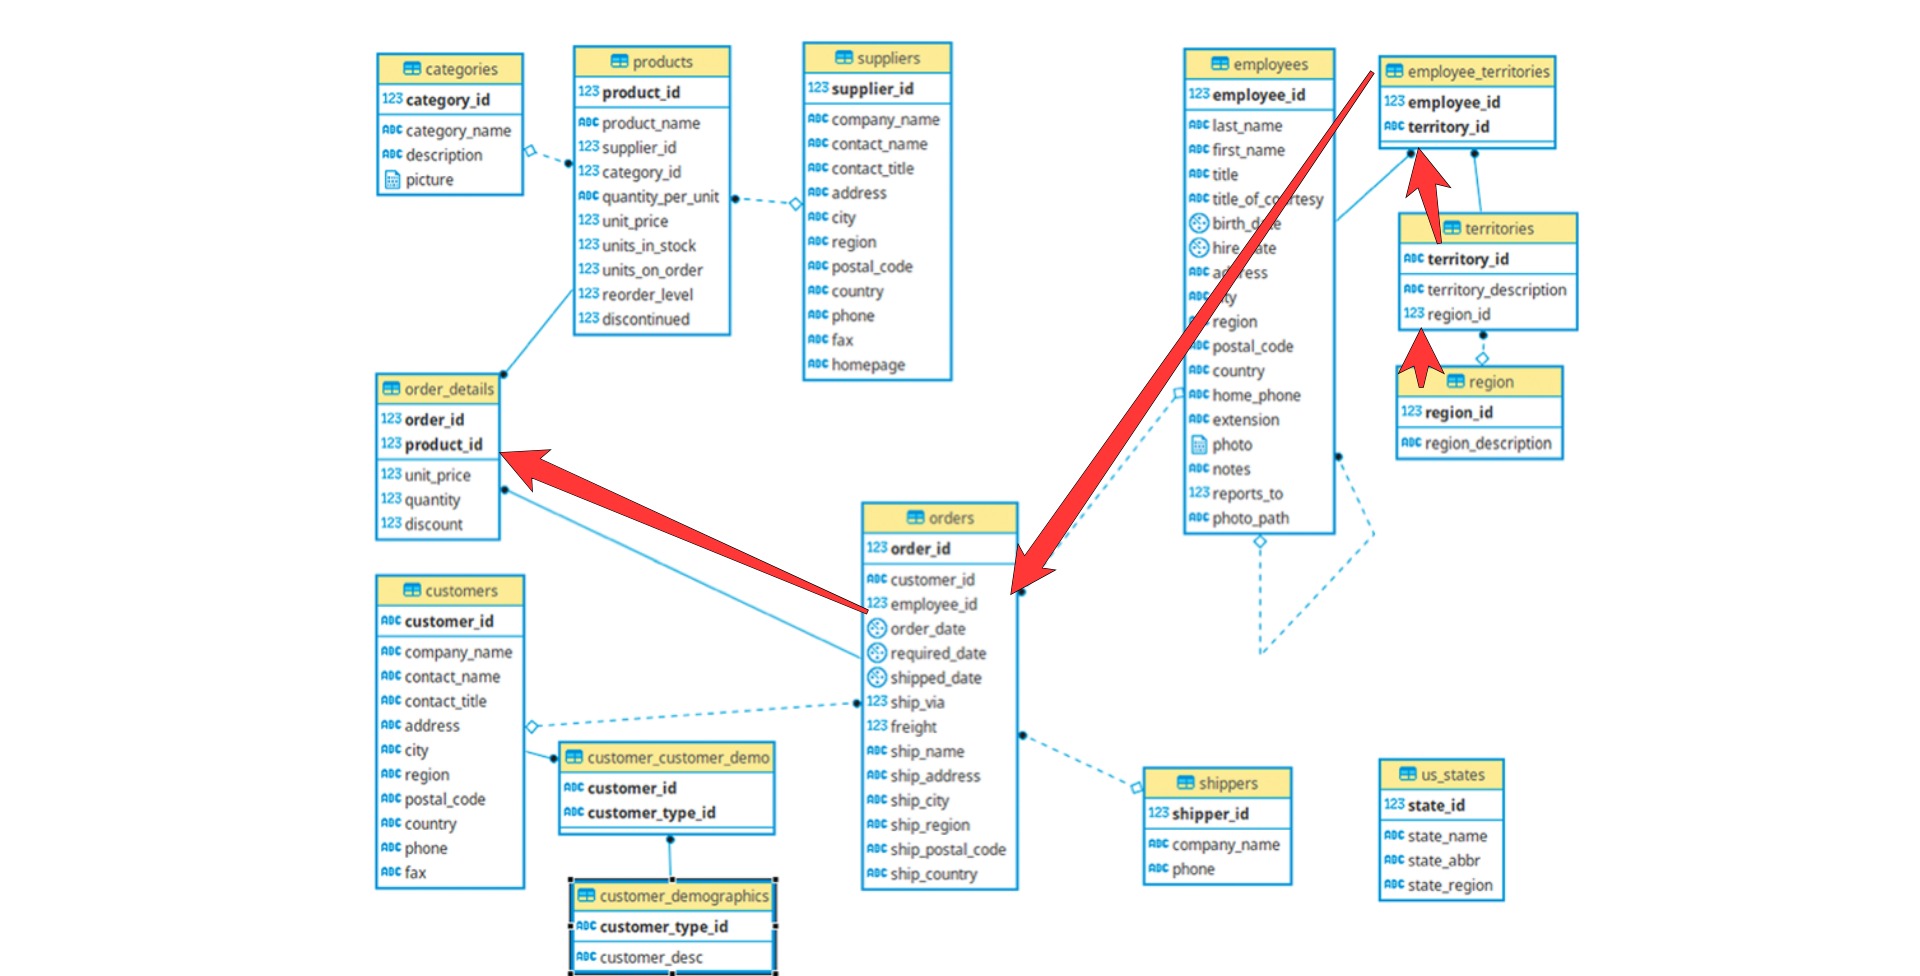 categories
123 category_id
ABC category_name
ABC description
picture
products
123 product_id
ABC product_name
123 supplier_id
123 category_id
ABC quantity_per_unit
123 unit_price
123 units_in_stock
123 units_on_order
123 reorder_level
123 discontinued
suppliers
123 supplier_id
ABC company_name
ABC contact_name
ABC contact_title
ABC address
ABC city
ABC region
ABC postal_code
ABC country
ABC phone
ABC fax
ABC homepage
employees
123 employee_id
ABC last_name
ABC first_name
ABC title
ABC title_of_courtesy
birth_date
hire_date
ABC address
ABC city
ABC region
ABC postal_code
ABC country
ABC home_phone
ABC extension
photo
ABC notes
123 reports_to
ABC photo_path
employee_territories
123 employee_id
ABC territory_id
territories
ABC territory_id
ABC territory_description
123 region_id
region
123 region_id
ABC region_description
order_details
123 order_id
123 product_id
123 unit_price
123 quantity
123 discount
orders
123 order_id
ABC customer_id
123 employee_id
order_date
required_date
shipped_date
123 ship_via
123 freight
ABC ship_name
ABC ship_address
ABC ship_city
ABC ship_region
ABC ship_postal_code
ABC ship_country
customers
ABC customer_id
ABC company_name
ABC contact_name
ABC contact_title
ABC address
ABC city
ABC region
ABC postal_code
ABC country
ABC phone
ABC fax
customer_customer_demo
ABC customer_id
ABC customer_type_id
customer_demographics
ABC customer_type_id
ABC customer_desc
shippers
123 shipper_id
ABC company_name
ABC phone
us_states
123 state_id
ABC state_name
ABC state_abbr
ABC state_region